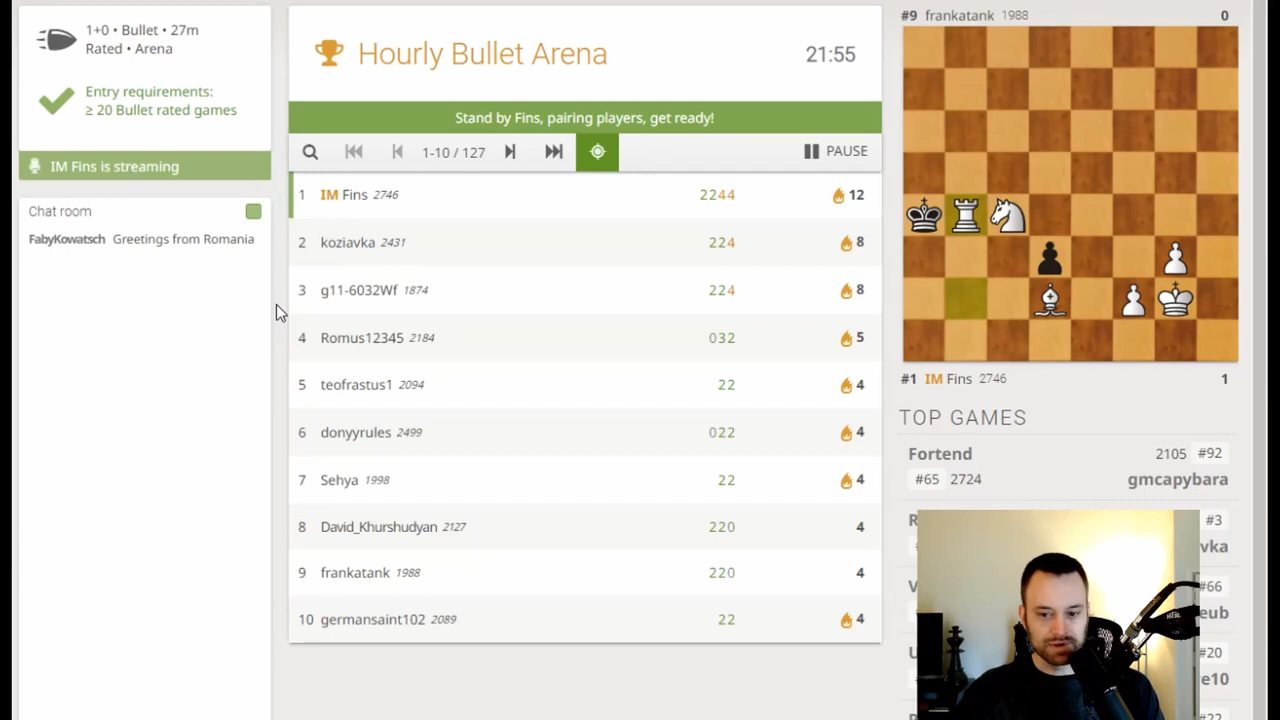 1+0 • Bullet • 27m
Rated • Arena
Entry requirements:
≥ 20 Bullet rated games
IM Fins is streaming
Chat room
FabyKowatsch Greetings from Romania
Hourly Bullet Arena
21:55
Stand by Fins, pairing players, get ready!
1-10 / 127
PAUSE
1 IM Fins 2746 2244 12
2 koziavka 2431 224 8
3 g11-6032Wf 1874 224 8
4 Romus12345 2184 032 5
5 teofrastus1 2094 22 4
6 donyyrules 2499 022 4
7 Sehya 1998 22 4
8 David_Khurshudyan 2127 220 4
9 frankatank 1988 220 4
10 germansaint102 2089 22 4
#9 frankatank 1988 0
#1 IM Fins 2746 1
TOP GAMES
Fortend 2105 #92
#65 2724 gmcapybara
R #3
vka
V #66
eub
U #20
e10
#22